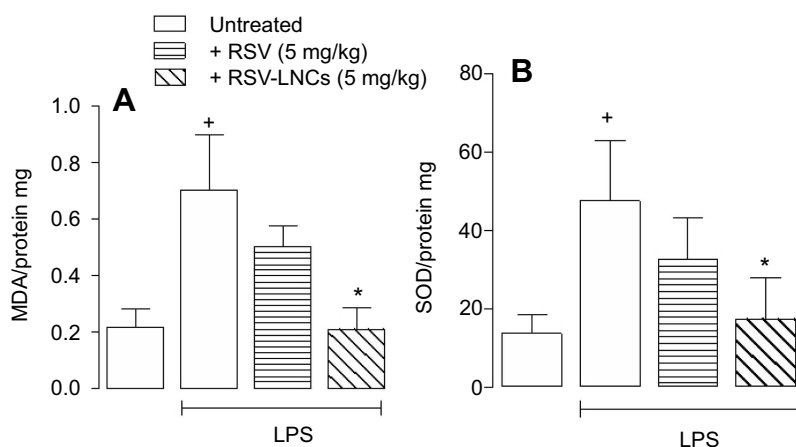 Untreated
+ RSV (5 mg/kg)
+ RSV-LNCs (5 mg/kg)
A
MDA/protein mg
1.0
0.8
0.6
0.4
0.2
0.0
+
*
LPS
B
SOD/protein mg
80
60
40
20
0
+
*
LPS